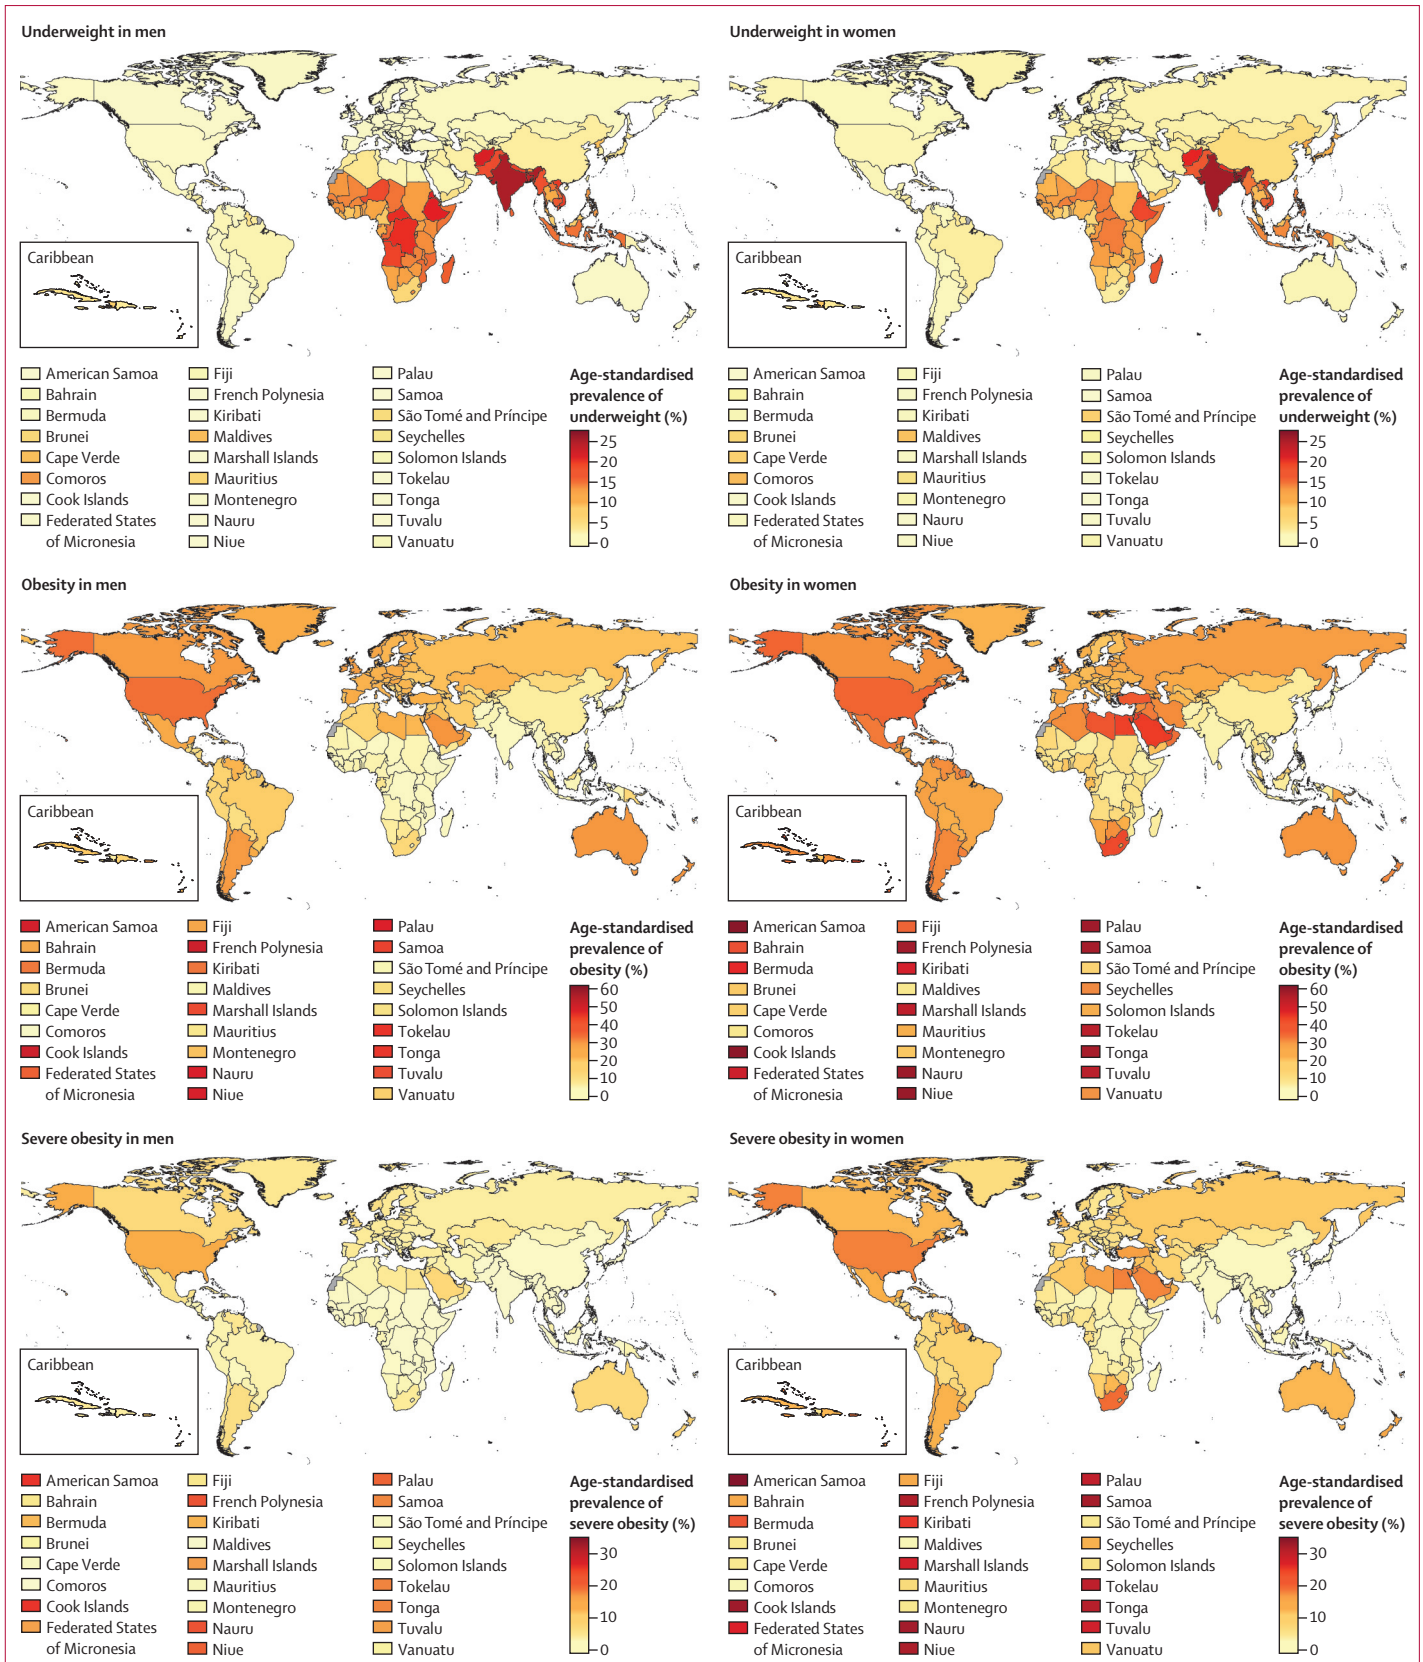 Underweight in men
Caribbean
American Samoa
Bahrain
Bermuda
Brunei
Cape Verde
Comoros
Cook Islands
Federated States
of Micronesia
Fiji
French Polynesia
Kiribati
Maldives
Marshall Islands
Mauritius
Montenegro
Nauru
Niue
Palau
Samoa
São Tomé and Príncipe
Seychelles
Solomon Islands
Tokelau
Tonga
Tuvalu
Vanuatu
Age-standardised
prevalence of
underweight (%)
25
20
15
10
5
0
Underweight in women
Caribbean
American Samoa
Bahrain
Bermuda
Brunei
Cape Verde
Comoros
Cook Islands
Federated States
of Micronesia
Fiji
French Polynesia
Kiribati
Maldives
Marshall Islands
Mauritius
Montenegro
Nauru
Niue
Palau
Samoa
São Tomé and Príncipe
Seychelles
Solomon Islands
Tokelau
Tonga
Tuvalu
Vanuatu
Age-standardised
prevalence of
underweight (%)
25
20
15
10
5
0
Obesity in men
Caribbean
American Samoa
Bahrain
Bermuda
Brunei
Cape Verde
Comoros
Cook Islands
Federated States
of Micronesia
Fiji
French Polynesia
Kiribati
Maldives
Marshall Islands
Mauritius
Montenegro
Nauru
Niue
Palau
Samoa
São Tomé and Príncipe
Seychelles
Solomon Islands
Tokelau
Tonga
Tuvalu
Vanuatu
Age-standardised
prevalence of
obesity (%)
60
50
40
30
20
10
0
Obesity in women
Caribbean
American Samoa
Bahrain
Bermuda
Brunei
Cape Verde
Comoros
Cook Islands
Federated States
of Micronesia
Fiji
French Polynesia
Kiribati
Maldives
Marshall Islands
Mauritius
Montenegro
Nauru
Niue
Palau
Samoa
São Tomé and Príncipe
Seychelles
Solomon Islands
Tokelau
Tonga
Tuvalu
Vanuatu
Age-standardised
prevalence of
obesity (%)
60
50
40
30
20
10
0
Severe obesity in men
Caribbean
American Samoa
Bahrain
Bermuda
Brunei
Cape Verde
Comoros
Cook Islands
Federated States
of Micronesia
Fiji
French Polynesia
Kiribati
Maldives
Marshall Islands
Mauritius
Montenegro
Nauru
Niue
Palau
Samoa
São Tomé and Príncipe
Seychelles
Solomon Islands
Tokelau
Tonga
Tuvalu
Vanuatu
Age-standardised
prevalence of
severe obesity (%)
30
20
10
0
Severe obesity in women
Caribbean
American Samoa
Bahrain
Bermuda
Brunei
Cape Verde
Comoros
Cook Islands
Federated States
of Micronesia
Fiji
French Polynesia
Kiribati
Maldives
Marshall Islands
Mauritius
Montenegro
Nauru
Niue
Palau
Samoa
São Tomé and Príncipe
Seychelles
Solomon Islands
Tokelau
Tonga
Tuvalu
Vanuatu
Age-standardised
prevalence of
severe obesity (%)
30
20
10
0